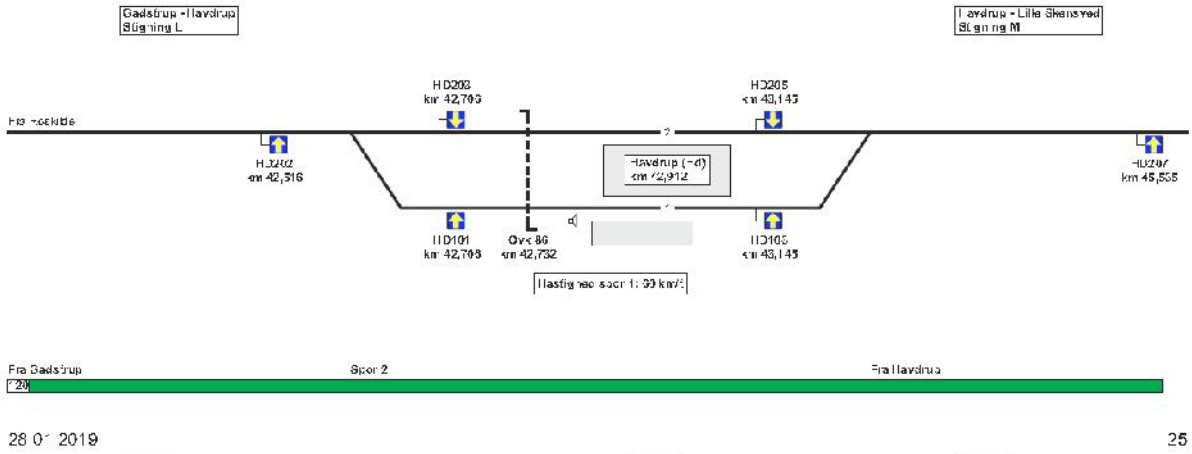 Gadstrup - Havdrup
Stigning L
Havdrup - Lille Skensved
Stigning M
HD203
km 42,706
HD205
km 43,145
Fra Roskilde
2
HD202
km 42,516
Havdrup (Hd)
km 42,912
HD207
km 45,535
1
HD101
km 42,706
Ovk 86
km 42,732
HD103
km 43,145
Hastighed spor 1: 60 km/t
Fra Gadstrup
Spor 2
Fra Havdrup
120
28 01 2019
25